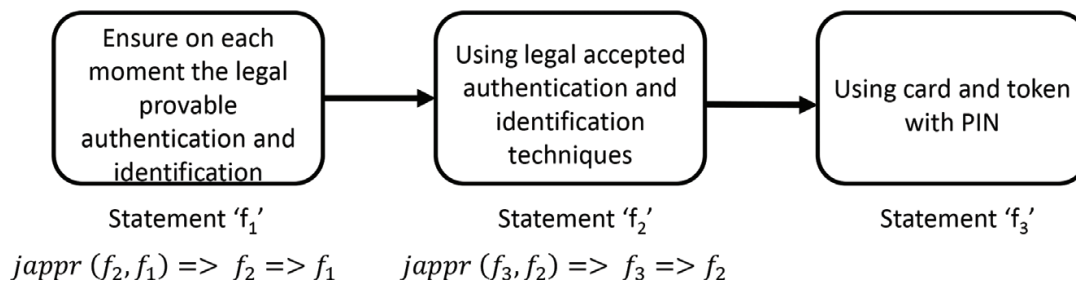 Ensure on each
moment the legal
provable
authentication and
identification
Using legal accepted
authentication and
identification
techniques
Using card and token
with PIN
Statement ‘f₁’
Statement ‘f₂’
Statement ‘f₃’
jappr (f₂, f₁) => f₂ => f₁
jappr (f₃, f₂) => f₃ => f₂